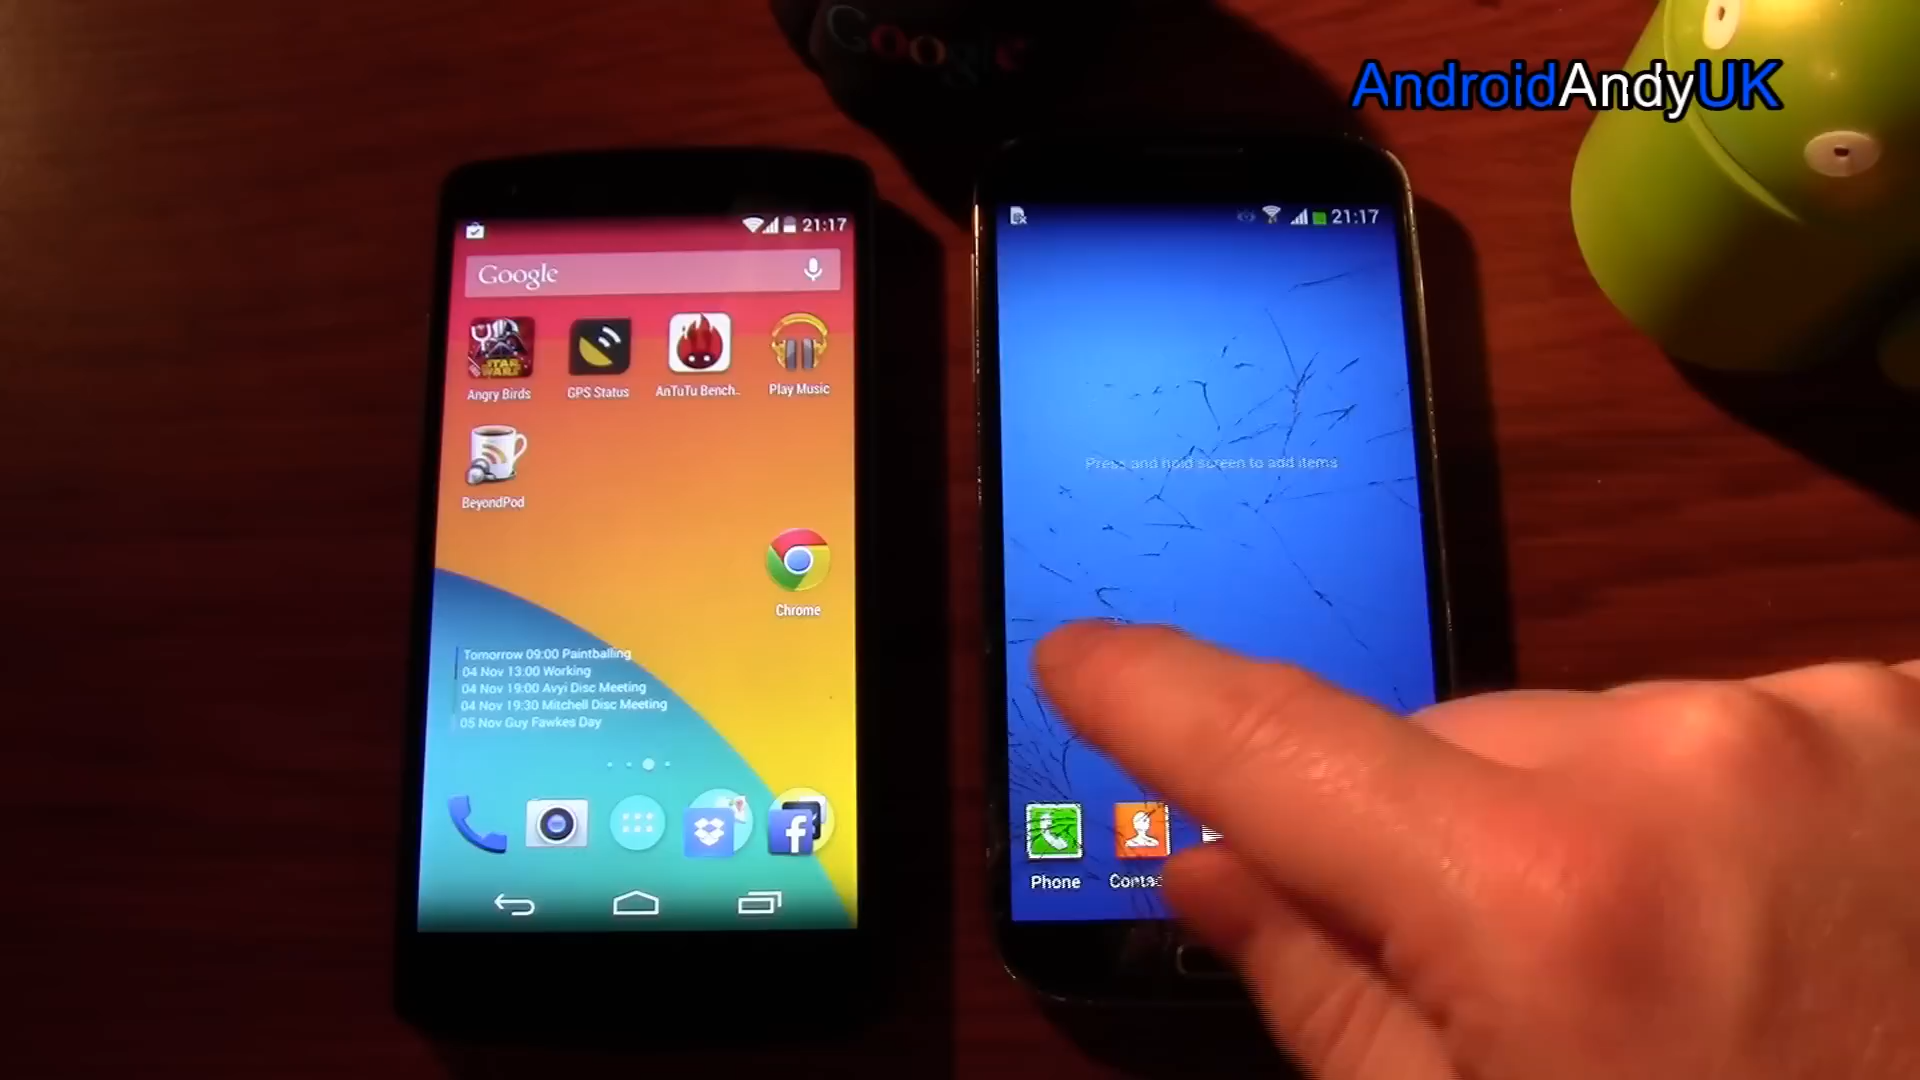 Google
AndroidAndyUK
21:17
Google
Angry Birds
GPS Status
AnTuTu Bench..
Play Music
BeyondPod
Chrome
Tomorrow 09:00 Paintballing
04 Nov 13:00 Working
04 Nov 19:00 Avyi Disc Meeting
04 Nov 19:30 Mitchell Disc Meeting
05 Nov Guy Fawkes Day
21:17
Press and hold screen to add items
Phone
Contac